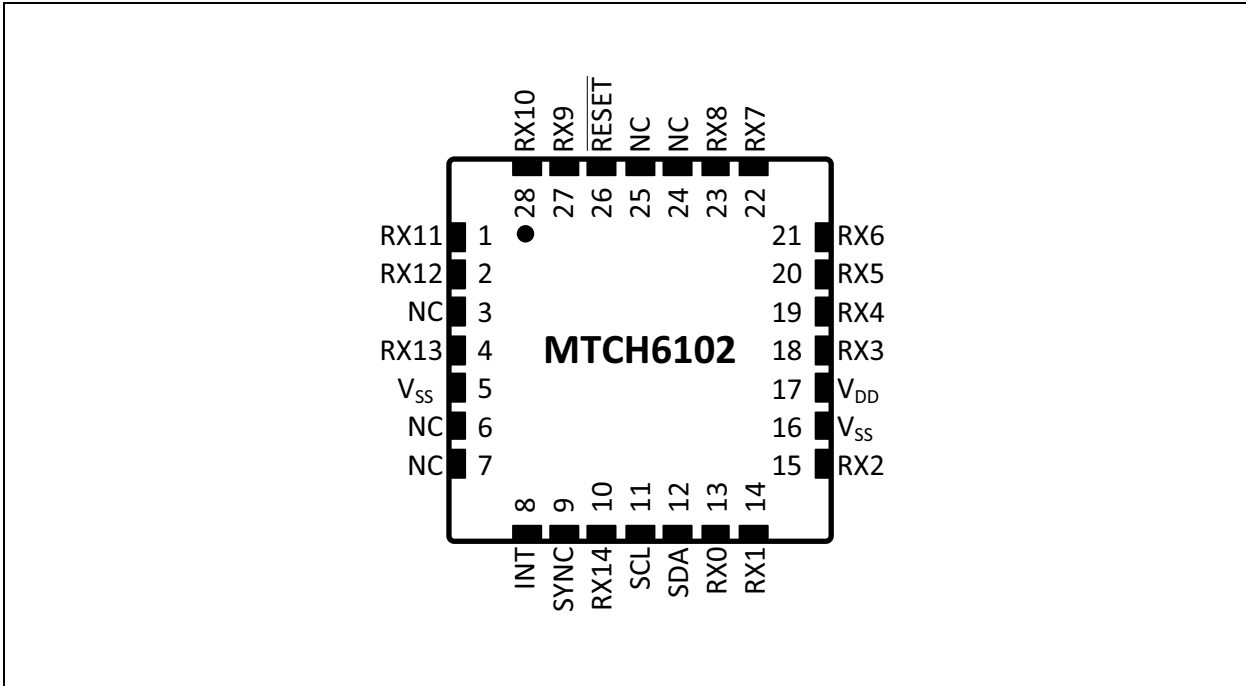 RX10 RX9 RESET NC NC RX8 RX7
28 27 26 25 24 23 22
RX11 1 21 RX6
RX12 2 20 RX5
NC 3 19 RX4
RX13 4 MTCH6102 18 RX3
VSS 5 17 VDD
NC 6 16 VSS
NC 7 15 RX2
8 9 10 11 12 13 14
INT SYNC RX14 SCL SDA RX0 RX1